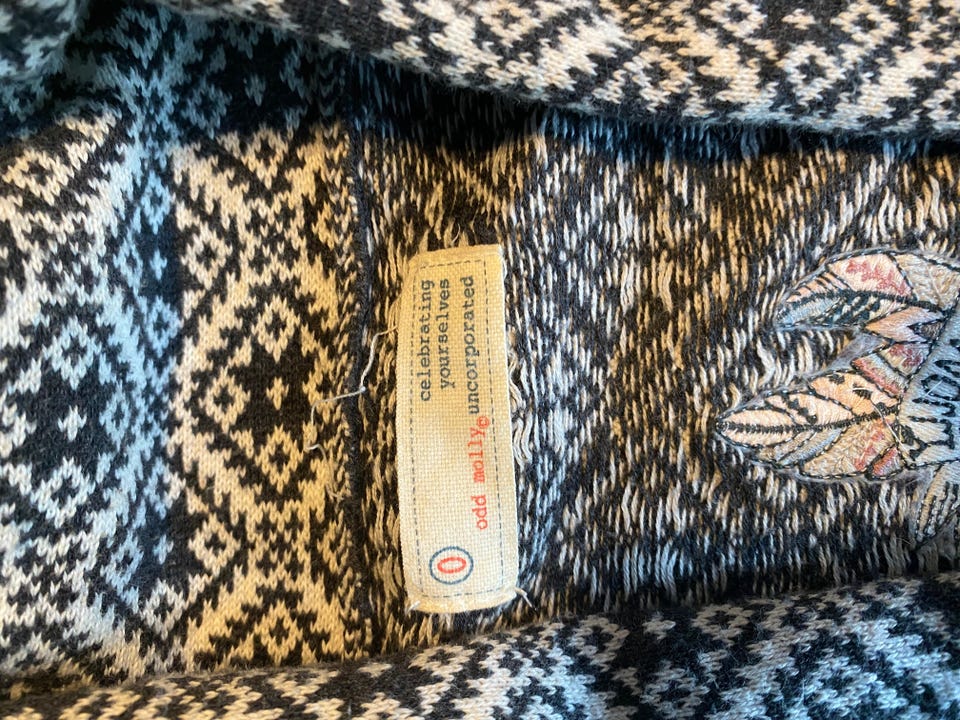 celebrating
yourselves
uncorporated
odd molly©
0